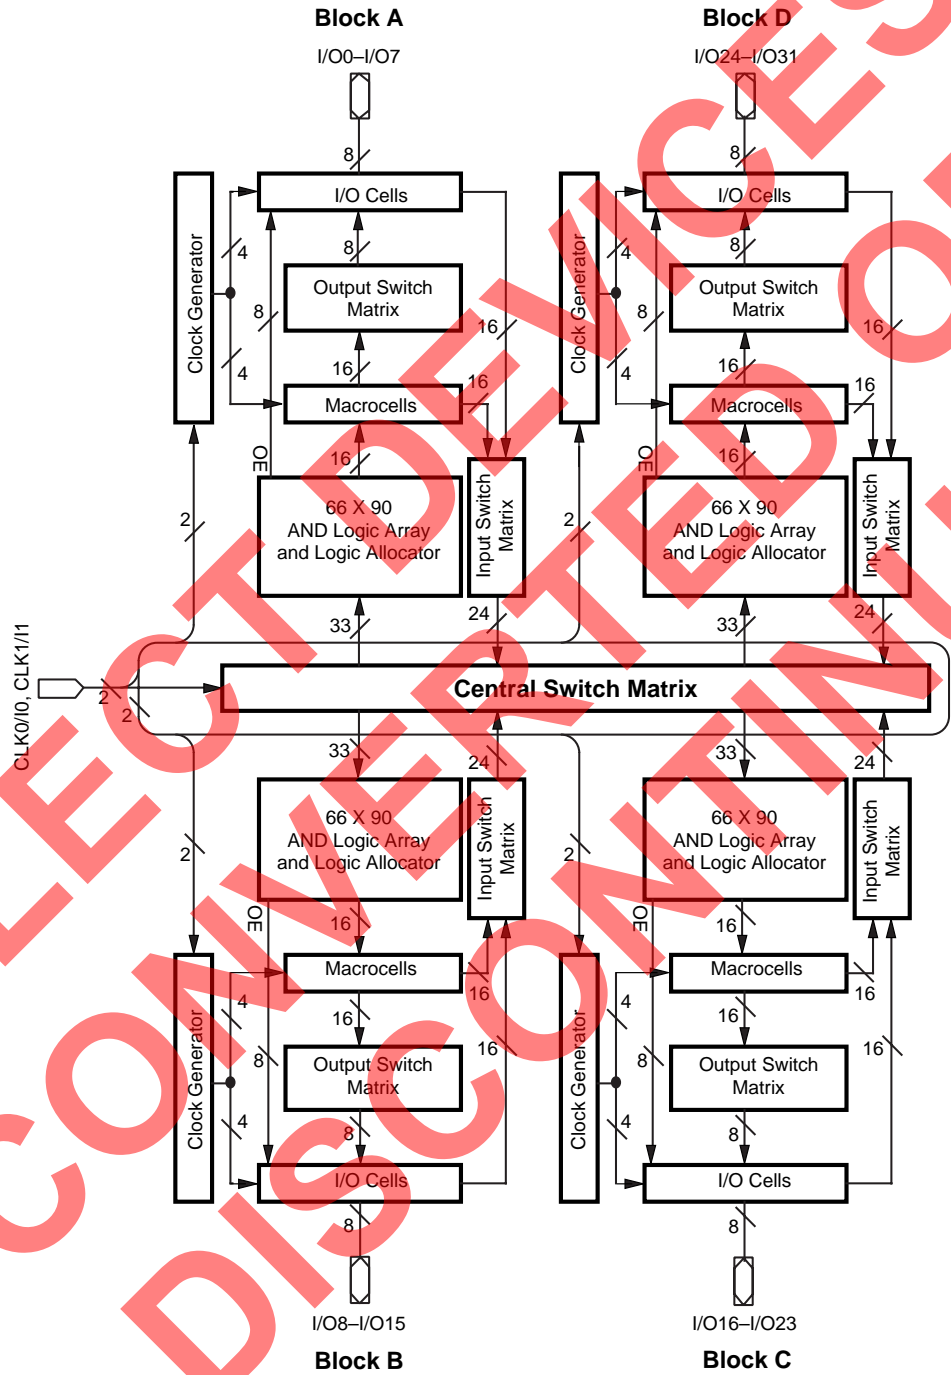 Block A
Block D
I/O0–I/O7
I/O24–I/O31
8
8
I/O Cells
I/O Cells
Clock Generator
Clock Generator
4
8
4
8
Output Switch
Matrix
Output Switch
Matrix
8
16
8
16
4
16
16
4
16
16
Macrocells
Macrocells
OE
16
OE
16
66 X 90
AND Logic Array
and Logic Allocator
66 X 90
AND Logic Array
and Logic Allocator
Input Switch
Matrix
Input Switch
Matrix
2
2
33
24
33
24
CLK0/I0, CLK1/I1
2
2
Central Switch Matrix
33
24
33
24
66 X 90
AND Logic Array
and Logic Allocator
66 X 90
AND Logic Array
and Logic Allocator
Input Switch
Matrix
Input Switch
Matrix
2
2
OE
16
OE
16
Macrocells
Macrocells
Clock Generator
Clock Generator
16
16
4
16
4
16
8
16
8
16
Output Switch
Matrix
Output Switch
Matrix
4
8
4
8
I/O Cells
I/O Cells
8
8
I/O8–I/O15
I/O16–I/O23
Block B
Block C
DEVICES
CONVERTED